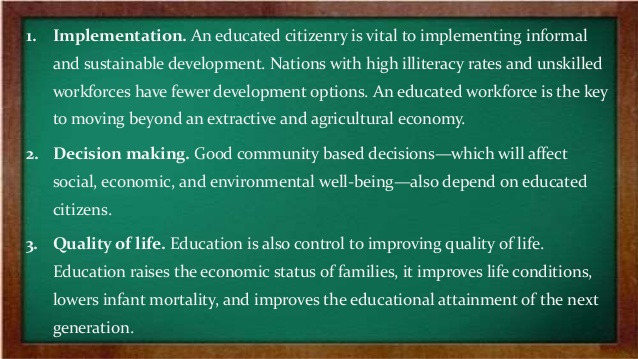 1. Implementation. An educated citizenry is vital to implementing informal
and sustainable development. Nations with high illiteracy rates and unskilled
workforces have fewer development options. An educated workforce is the key
to moving beyond an extractive and agricultural economy.
2. Decision making. Good community based decisions—which will affect
social, economic, and environmental well-being—also depend on educated
citizens.
3. Quality of life. Education is also control to improving quality of life.
Education raises the economic status of families, it improves life conditions,
lowers infant mortality, and improves the educational attainment of the next
generation.